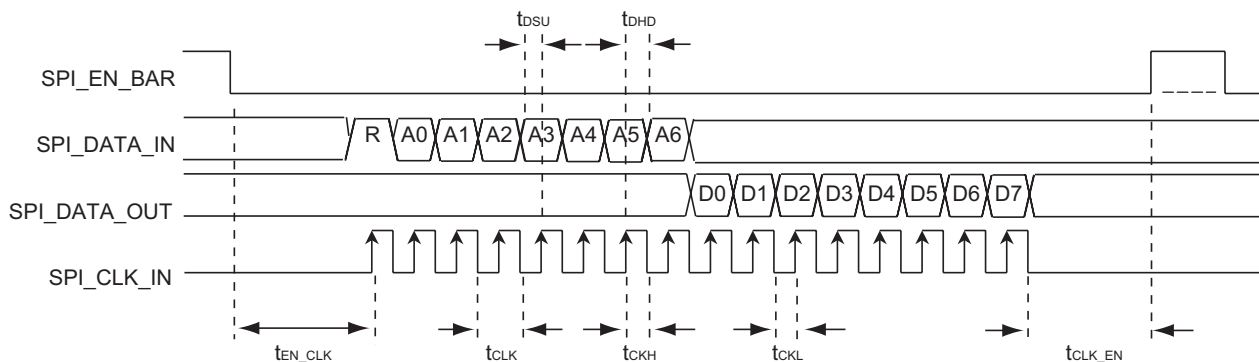 tDSU tDHD
SPI_EN_BAR
SPI_DATA_IN R A0 A1 A2 A3 A4 A5 A6
SPI_DATA_OUT D0 D1 D2 D3 D4 D5 D6 D7
SPI_CLK_IN
tEN_CLK tCLK tCKH tCKL tCLK_EN